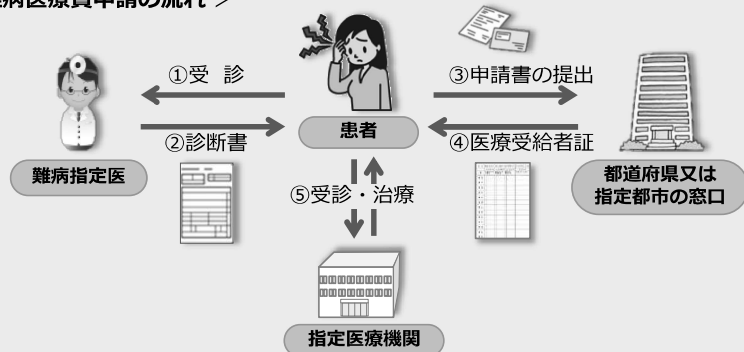 病医療費申請の流れ ＞
①受 診
③申請書の提出
②診断書
患者
④医療受給者証
難病指定医
都道府県又は
指定都市の窓口
⑤受診・治療
指定医療機関